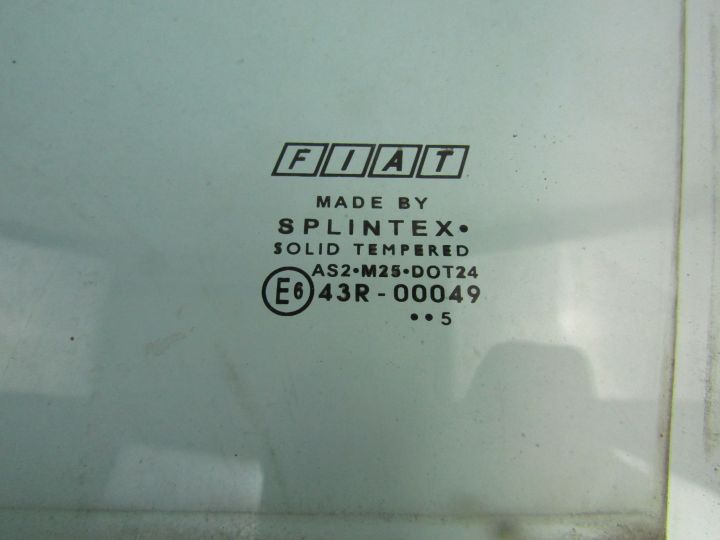 FIAT
MADE BY
SPLINTEX•
SOLID TEMPERED
AS2•M25•DOT24
E6 43R-00049
••5